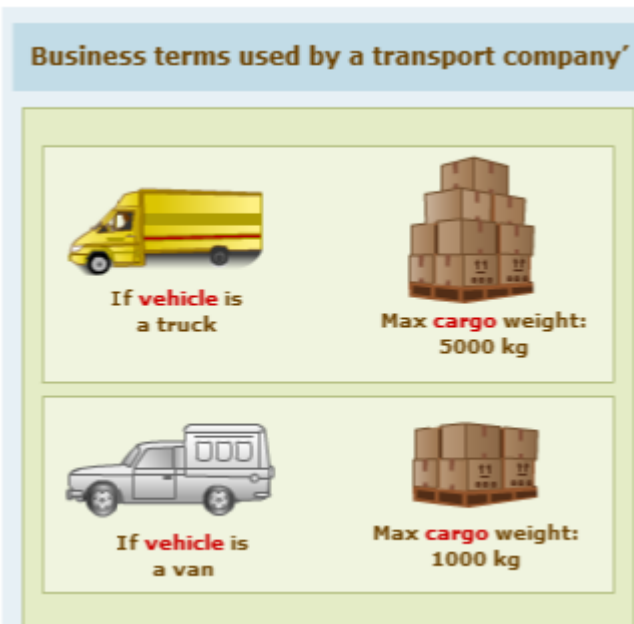 Business terms used by a transport company’
If vehicle is
a truck
Max cargo weight:
5000 kg
If vehicle is
a van
Max cargo weight:
1000 kg